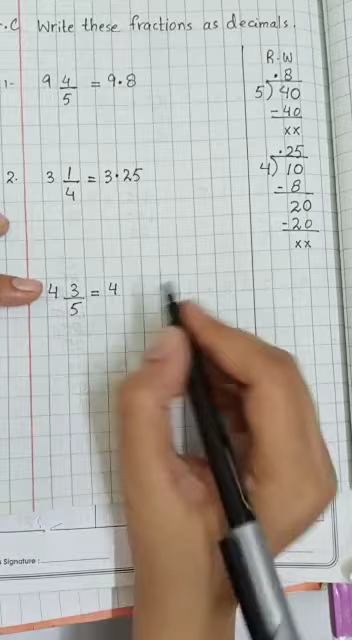 .C Write these fractions as decimals.
1- 9 4/5 = 9.8
2. 3 1/4 = 3.25
4 3/5 = 4
R.W
.8
5) 40
-40
xx
.25
4) 10
-8
20
-20
xx
Signature :